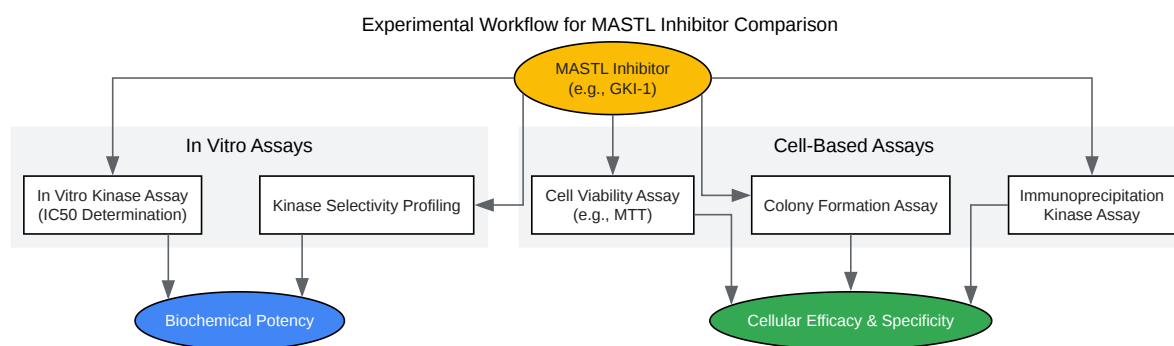 Experimental Workflow for MASTL Inhibitor Comparison
MASTL Inhibitor
(e.g., GKI-1)
In Vitro Assays
Cell-Based Assays
In Vitro Kinase Assay
(IC50 Determination)
Kinase Selectivity Profiling
Cell Viability Assay
(e.g., MTT)
Colony Formation Assay
Immunoprecipitation
Kinase Assay
Biochemical Potency
Cellular Efficacy & Specificity